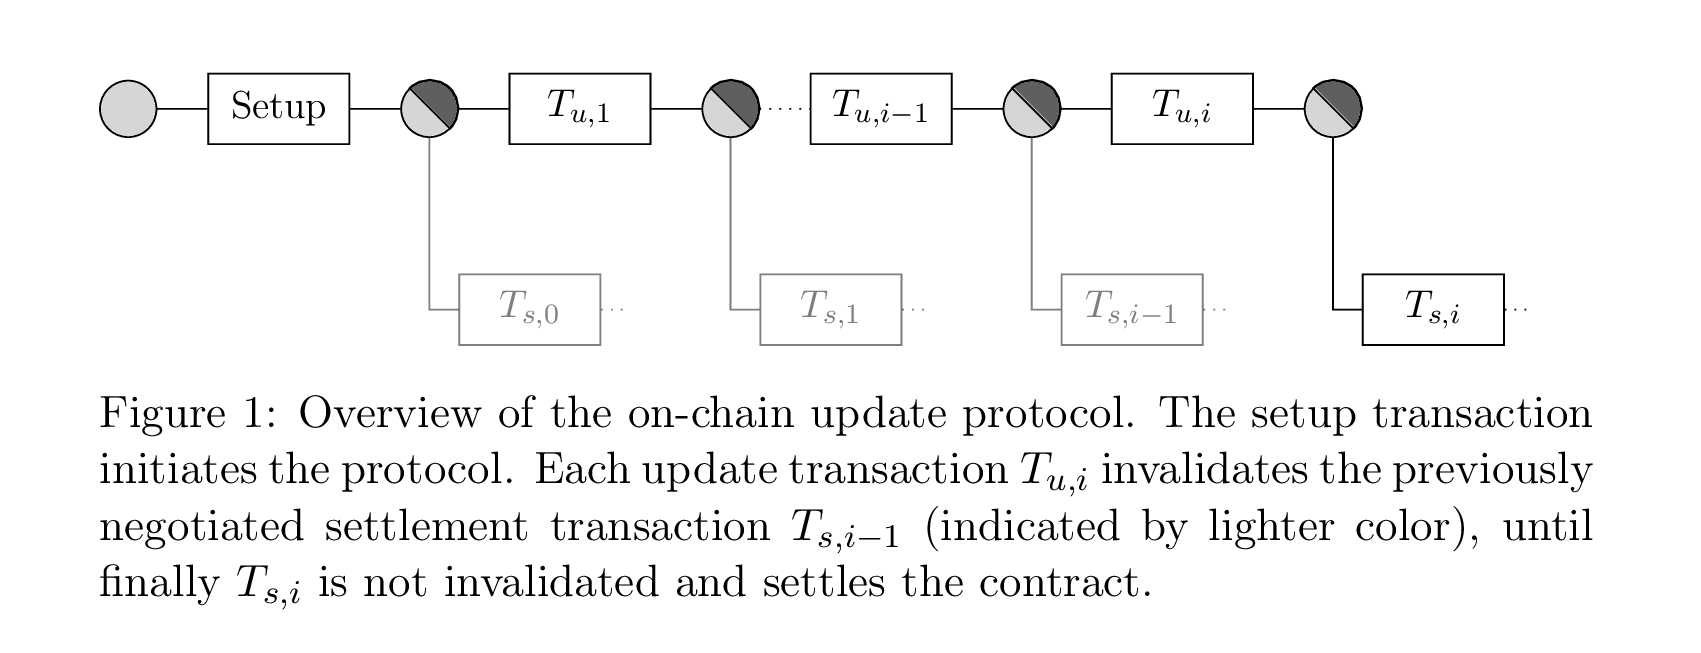 Setup T_{u,1} T_{u,i−1} T_{u,i}
T_{s,0} T_{s,1} T_{s,i−1} T_{s,i}
Figure 1: Overview of the on-chain update protocol. The setup transaction
initiates the protocol. Each update transaction T_{u,i} invalidates the previously
negotiated settlement transaction T_{s,i−1} (indicated by lighter color), until
finally T_{s,i} is not invalidated and settles the contract.